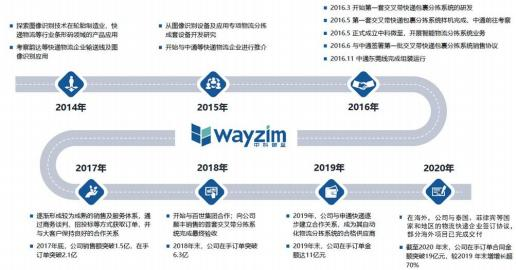 探索图像识别技术在轮胎制造业、快
递物流等行业条形码领域的产品应用
考察韵达等快递物流企业输送线及图
像识别应用
2014年
从图像识别设备及应用专项物流分拣
成套设备开发研究
开始与中通等快递物流企业进行推介
2015年
2016.3 开始第一套交叉带快递包裹分拣系统的研发
2016.5 第一套交叉带快递包裹分拣系统样机完成、中通前往考察
2016.5 正式成立中科微至，开展智能物流分拣系统业务
2016.6 与中通签署第一批交叉带快递包裹分拣系统销售协议
2016.11 中通东莞线完成组装运行
2016年
Wayzim
中科微至
2017年
逐渐形成较为成熟的销售及服务体系，通
过商务谈判、招投标等方式获取订单，并
与大客户保持良好的合作关系
2017年底，公司销售额突破1.5亿，在手
订单突破2.1亿
2018年
开始与百世集团合作；向公司
顺丰销售的首套交叉带分拣系
统完成最终验收
2018年末，公司在手订单突破
6.3亿
2019年
2019年，公司与申通快递逐
步建立合作关系，成为其自动
化物流分拣系统的合格供应商
2019年末，公司在手订单金
额达11亿元
2020年
在海外，公司与泰国、菲律宾等国
家和地区的物流快递企业签订协议，
部分海外项目已完成交付
截至2020 年末，公司在手合同金
额突破19亿元，较2019 年末增长超
70%